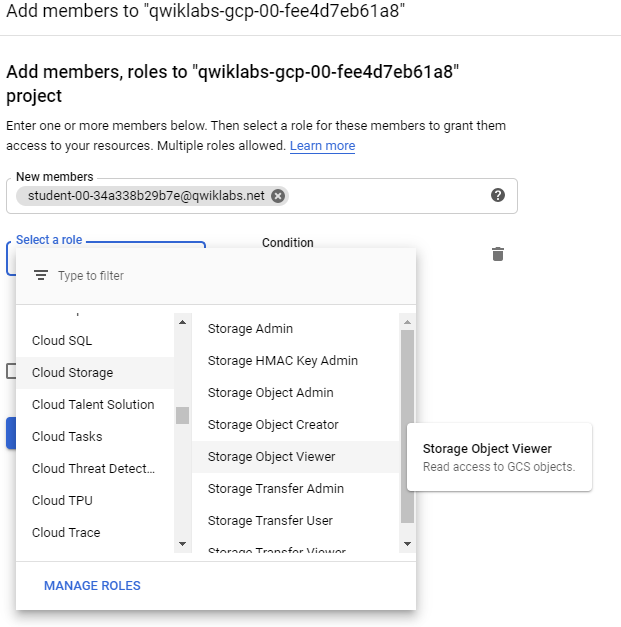 Add members to "qwiklabs-gcp-00-fee4d7eb61a8"
Add members, roles to "qwiklabs-gcp-00-fee4d7eb61a8"
project
Enter one or more members below. Then select a role for these members to grant them
access to your resources. Multiple roles allowed. Learn more
New members
student-00-34a338b29b7e@qwiklabs.net
Select a role
Condition
Type to filter
Cloud SQL
Cloud Storage
Cloud Talent Solution
Cloud Tasks
Cloud Threat Detect...
Cloud TPU
Cloud Trace
Storage Admin
Storage HMAC Key Admin
Storage Object Admin
Storage Object Creator
Storage Object Viewer
Storage Transfer Admin
Storage Transfer User
Storage Transfer Viewer
Storage Object Viewer
Read access to GCS objects.
MANAGE ROLES